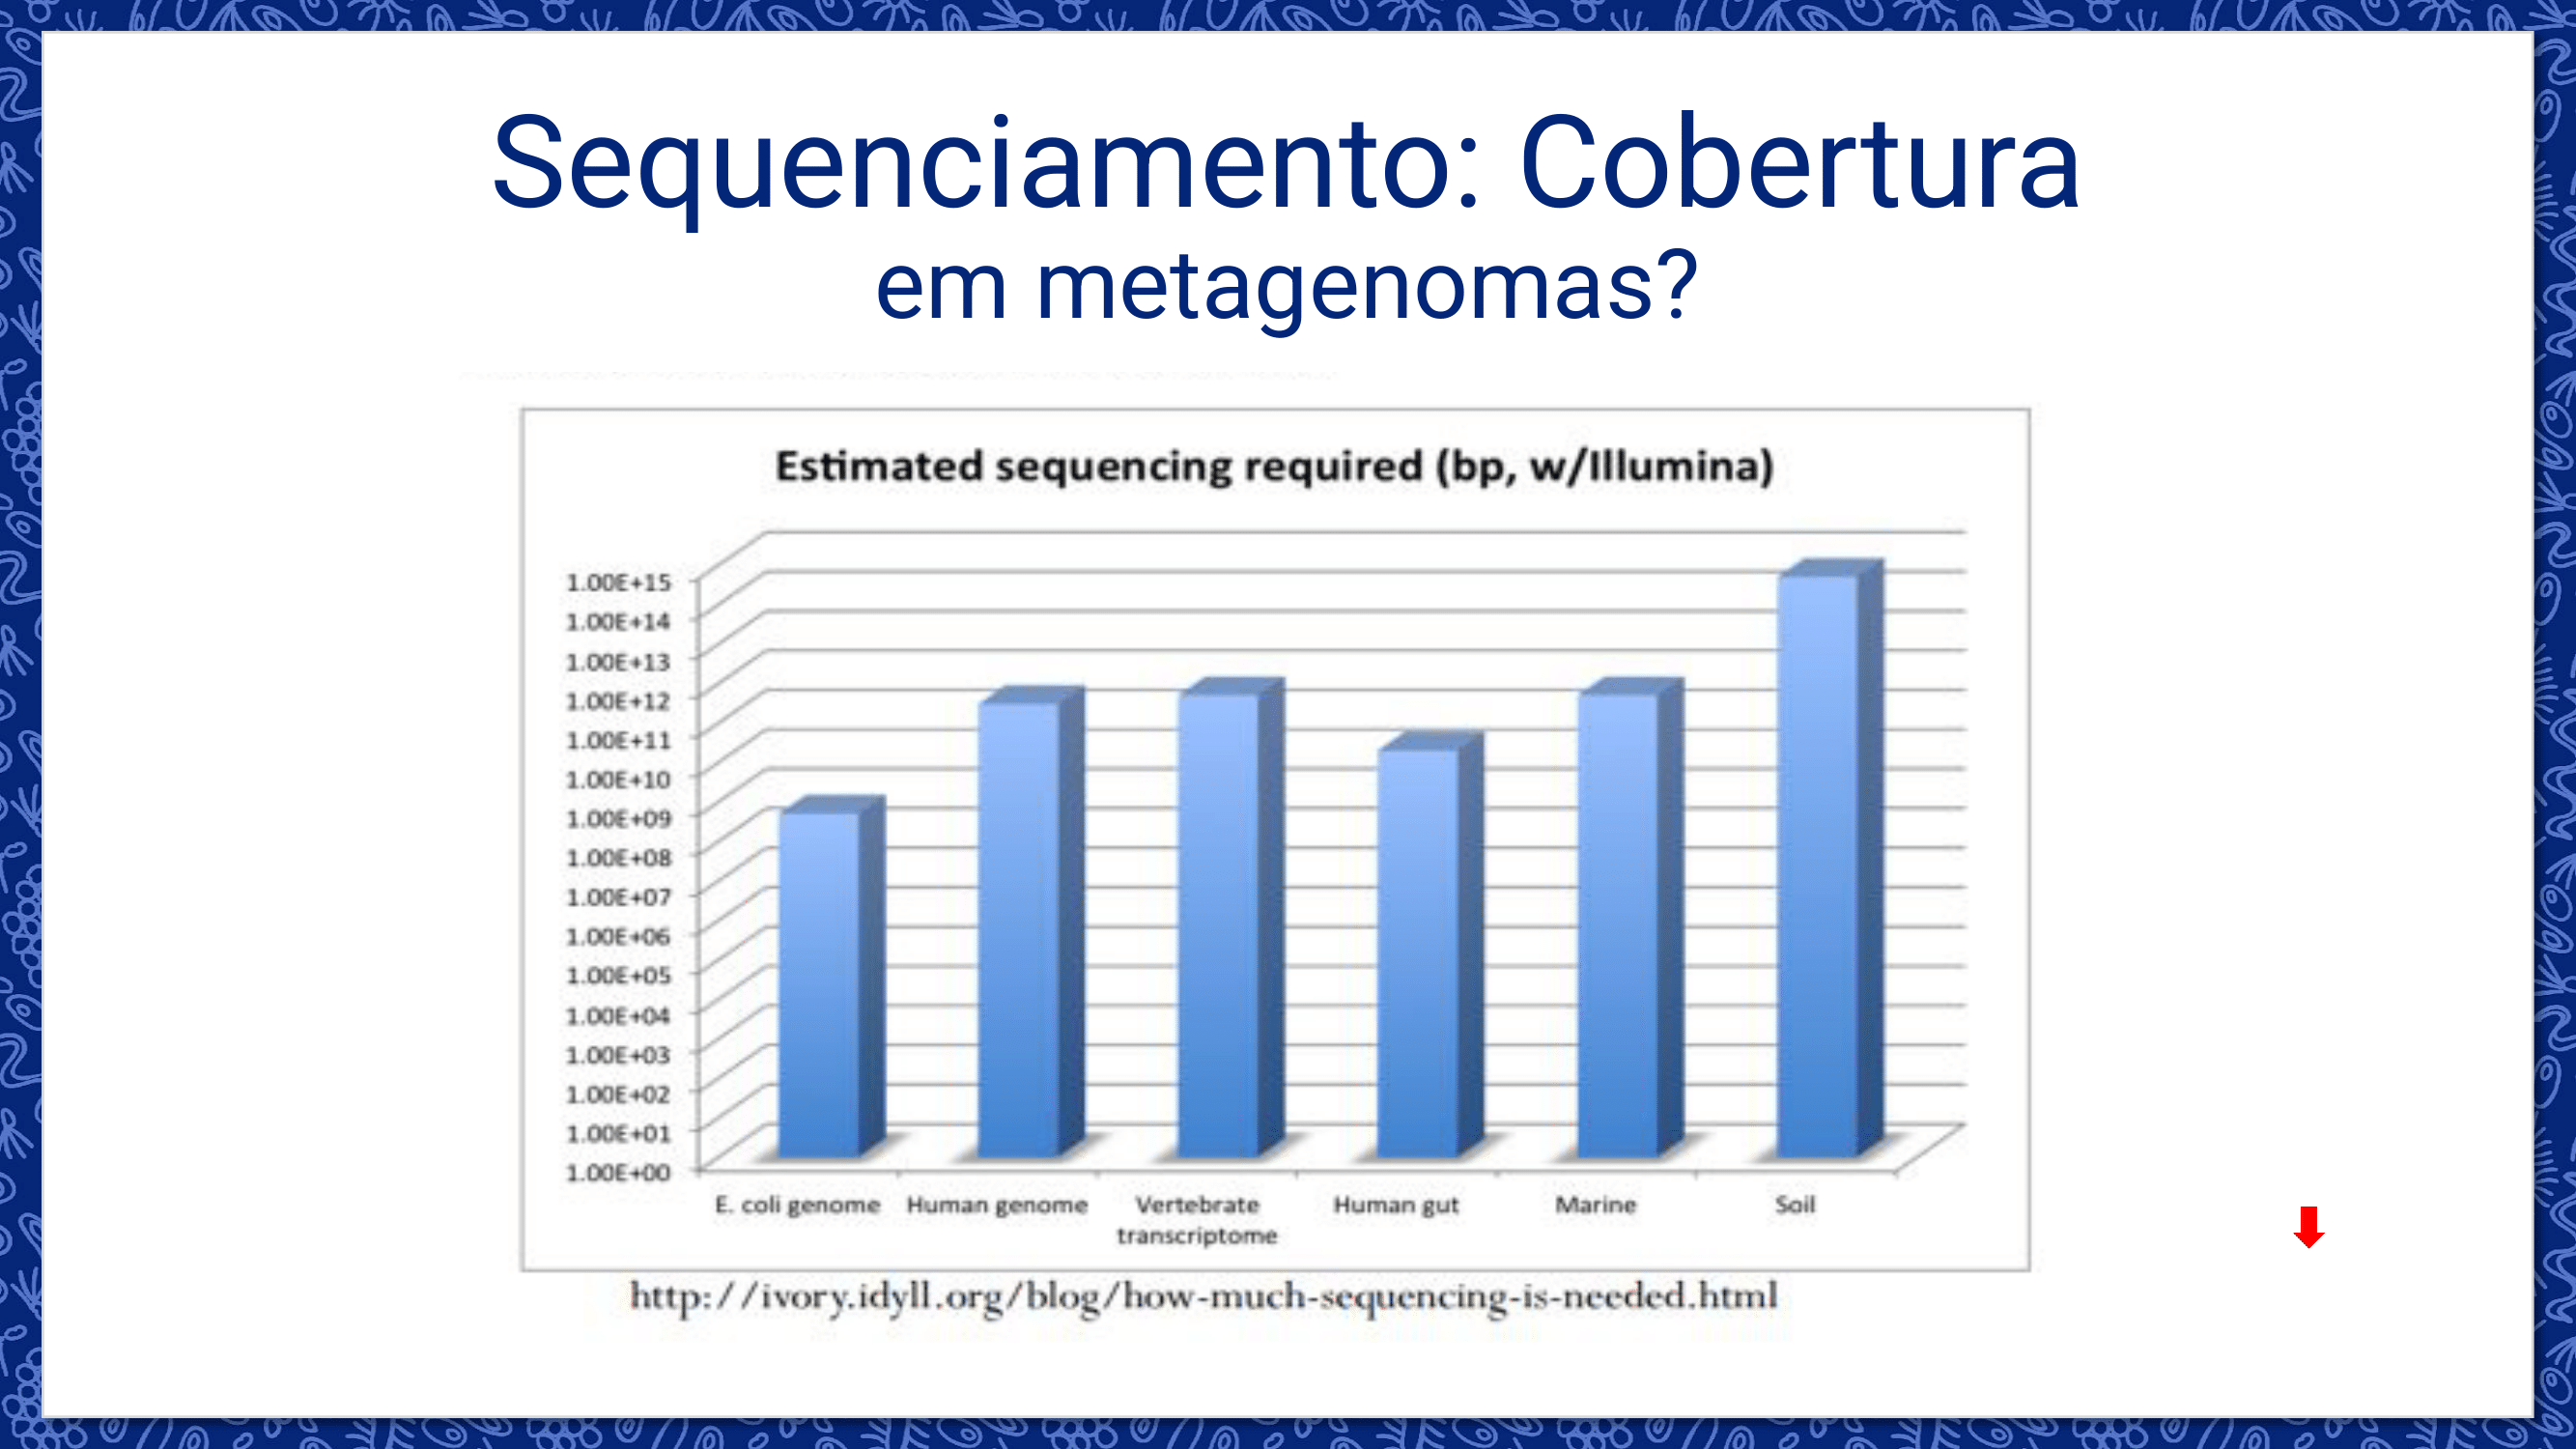 Sequenciamento: Cobertura
em metagenomas?
Estimated sequencing required (bp, w/Illumina)
1.00E+15
1.00E+14
1.00E+13
1.00E+12
1.00E+11
1.00E+10
1.00E+09
1.00E+08
1.00E+07
1.00E+06
1.00E+05
1.00E+04
1.00E+03
1.00E+02
1.00E+01
1.00E+00
E. coli genome
Human genome
Vertebrate
transcriptome
Human gut
Marine
Soil
http://ivory.idyll.org/blog/how-much-sequencing-is-needed.html